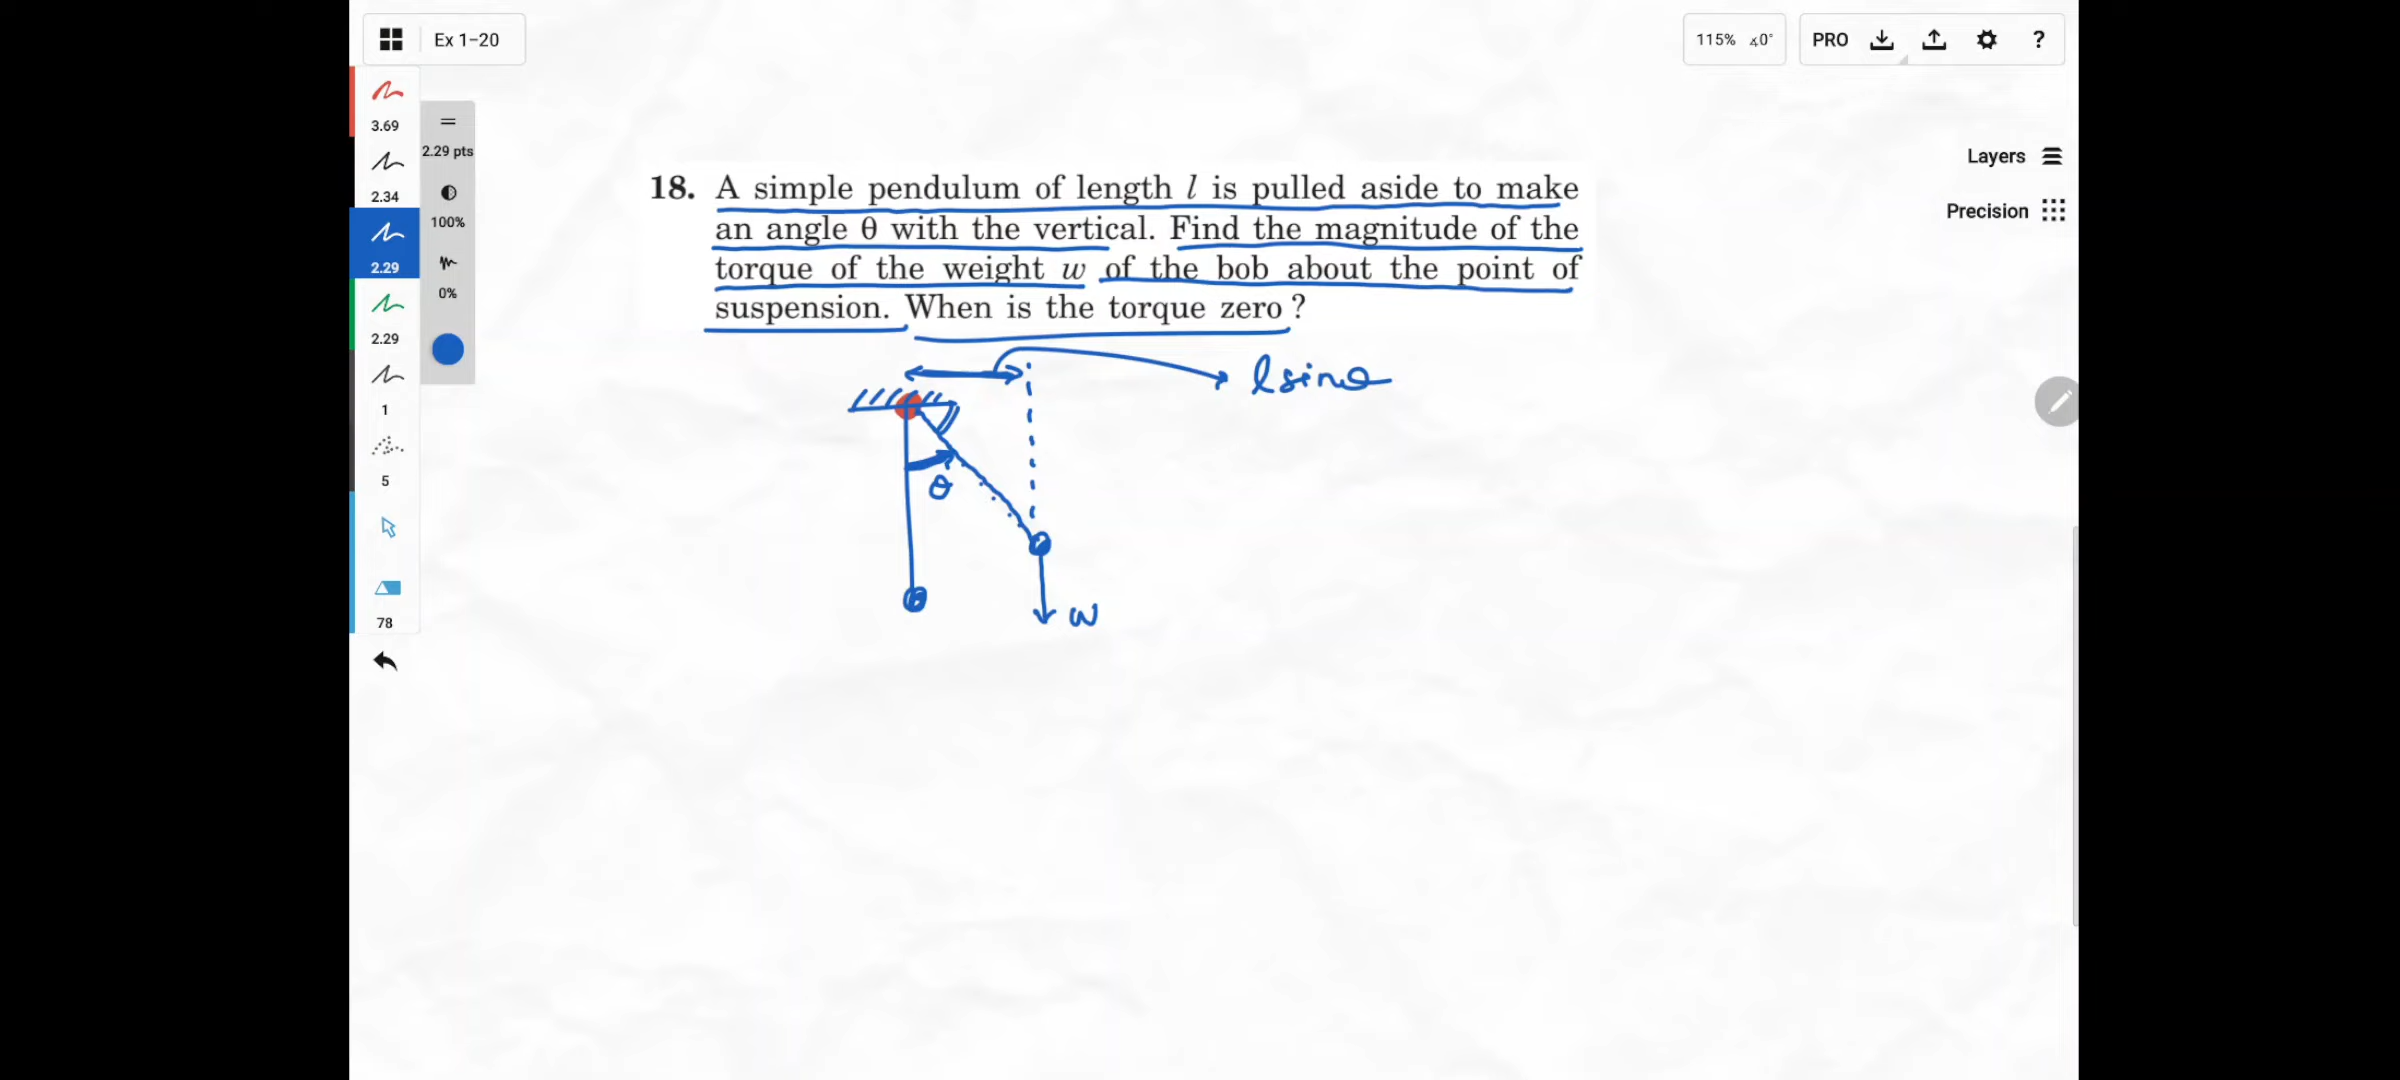 Ex 1–20
115% ∡0°
PRO
?
3.69
2.29 pts
Layers
2.34
100%
Precision
2.29
0%
2.29
1
5
78
18. A simple pendulum of length l is pulled aside to make
an angle θ with the vertical. Find the magnitude of the
torque of the weight w of the bob about the point of
suspension. When is the torque zero ?
l sinθ
θ
w